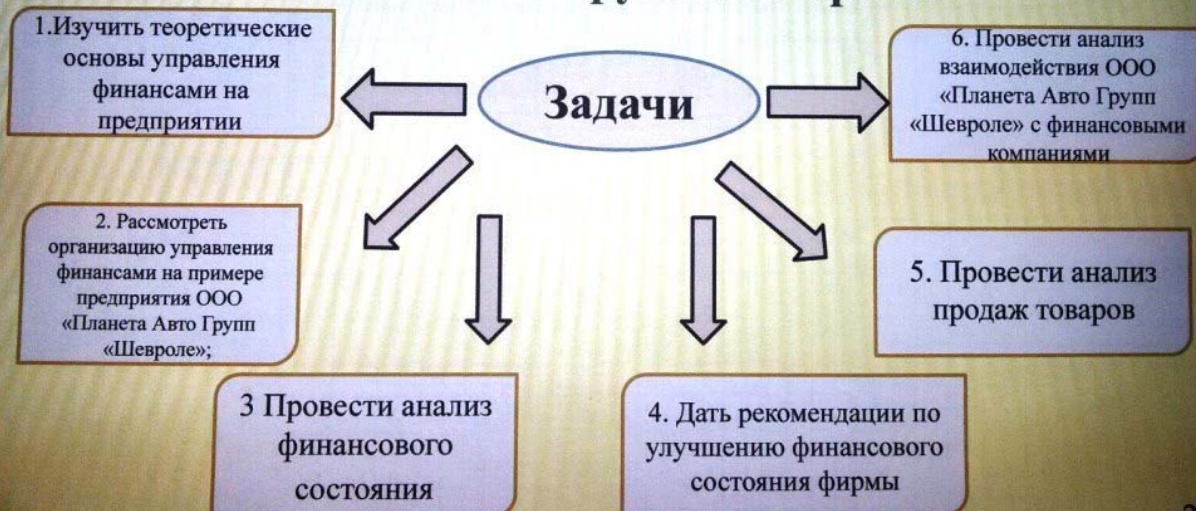 Задачи
1.Изучить теоретические
основы управления
финансами на
предприятии
2. Рассмотреть
организацию управления
финансами на примере
предприятия ООО
«Планета Авто Групп
«Шевроле»;
3 Провести анализ
финансового
состояния
4. Дать рекомендации по
улучшению финансового
состояния фирмы
5. Провести анализ
продаж товаров
6. Провести анализ
взаимодействия ООО
«Планета Авто Групп
«Шевроле» с финансовыми
компаниями